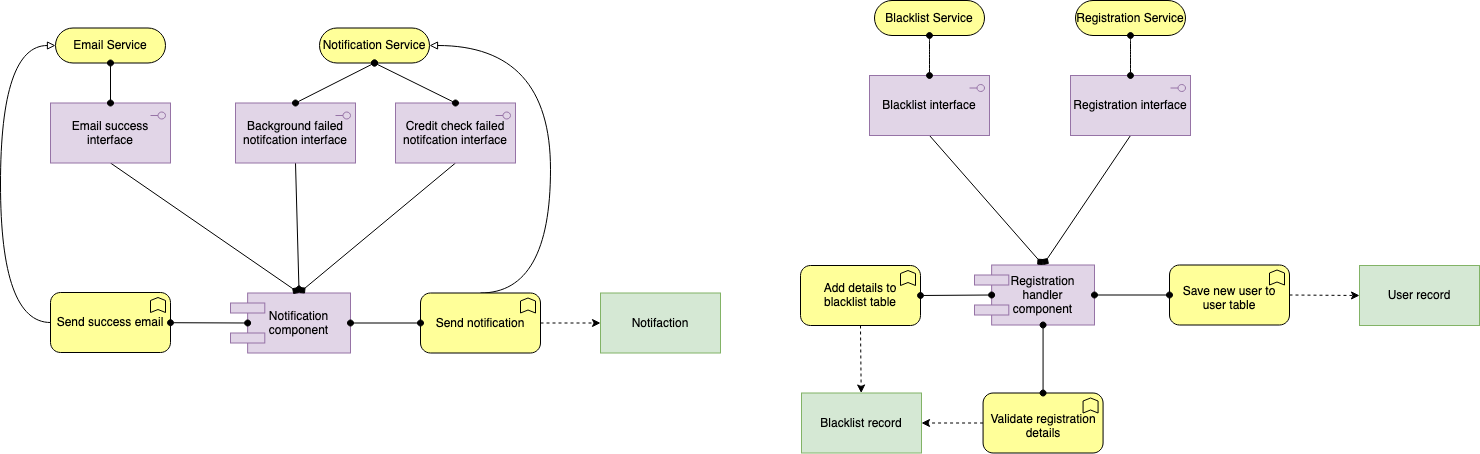 Email Service
Notification Service
Email success
interface
Background failed
notifcation interface
Credit check failed
notifcation interface
Send success email
Notification
component
Send notification
Notifaction
Blacklist Service
Registration Service
Blacklist interface
Registration interface
Add details to
blacklist table
Registration
handler
component
Save new user to
user table
User record
Blacklist record
Validate registration
details